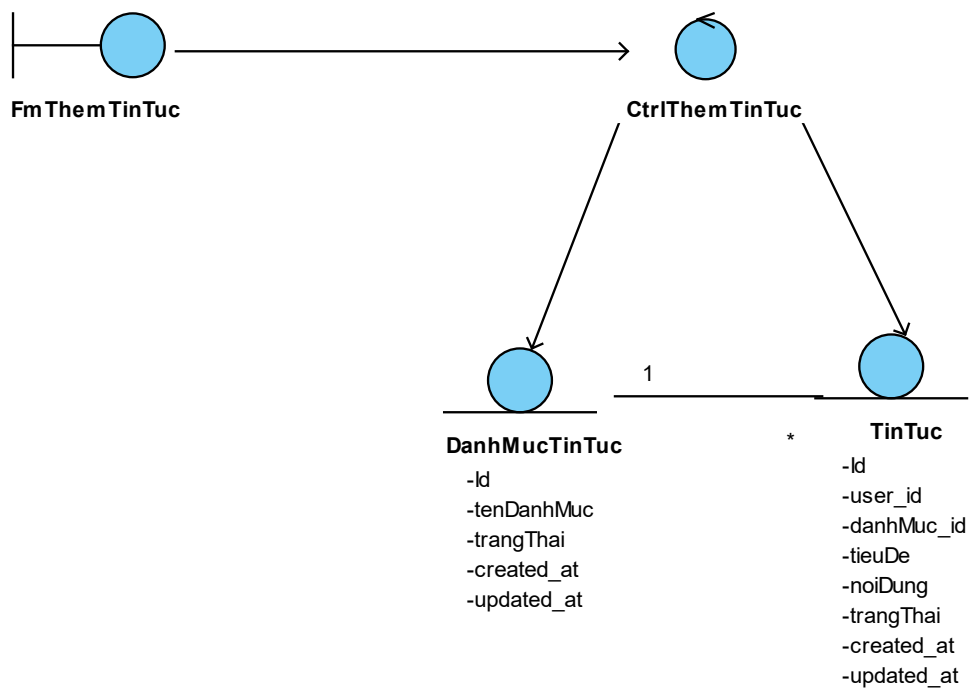 FmThemTinTuc
CtrlThemTinTuc
1
*
DanhMucTinTuc
-Id
-tenDanhMuc
-trangThai
-created_at
-updated_at
TinTuc
-Id
-user_id
-danhMuc_id
-tieuDe
-noiDung
-trangThai
-created_at
-updated_at